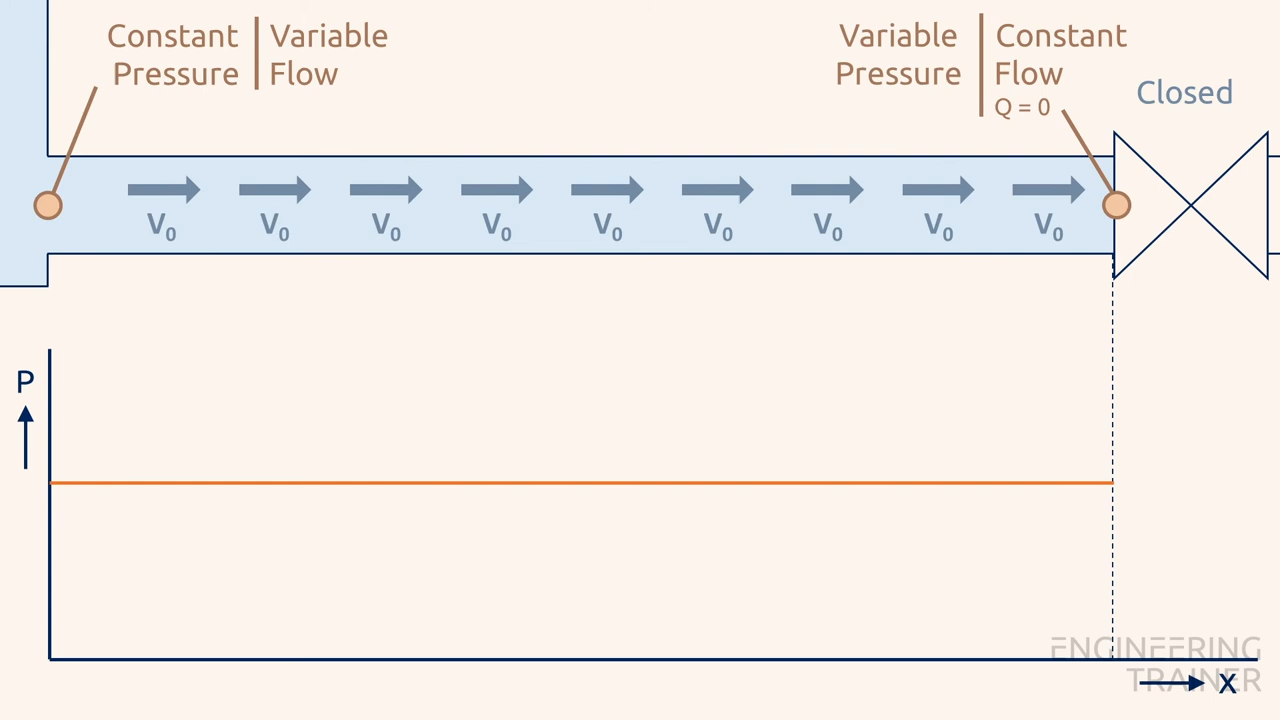 Constant Variable
Pressure Flow
Variable Constant
Pressure Flow
Q = 0
Closed
V0 V0 V0 V0 V0 V0 V0 V0 V0
P
ENGINEERING
TRAINER
X